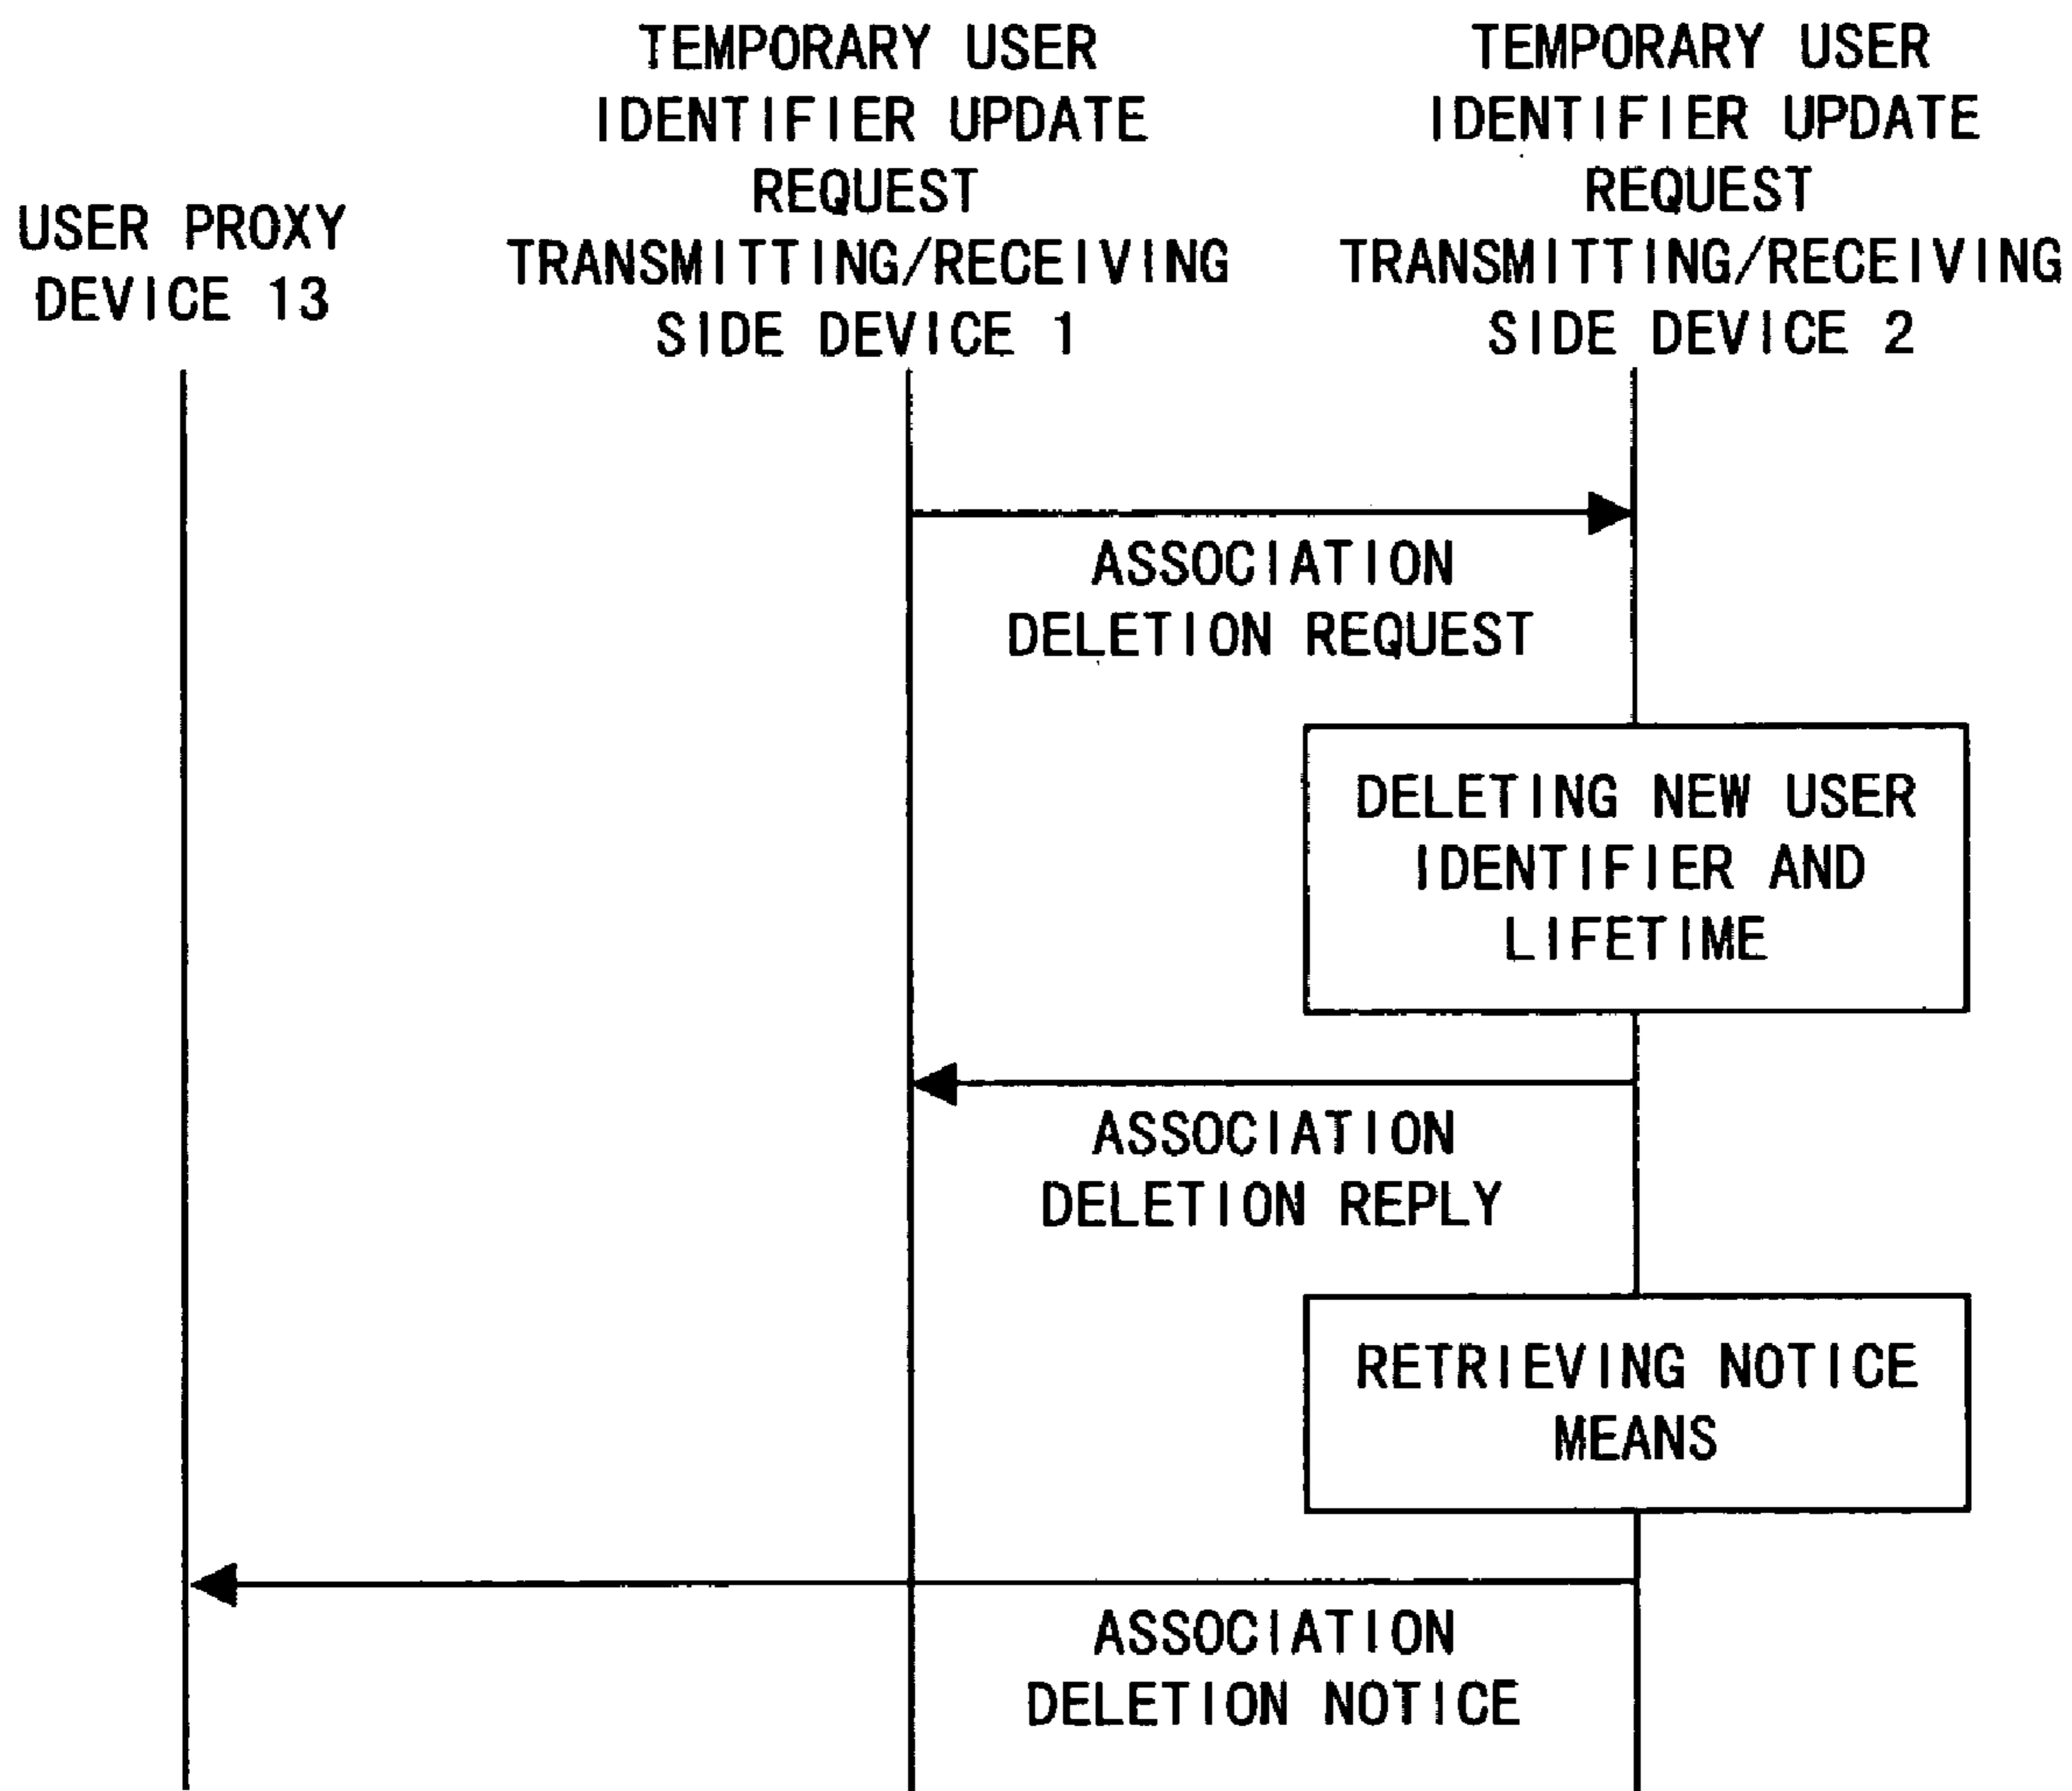 USER PROXY
DEVICE 13
TEMPORARY USER
IDENTIFIER UPDATE
REQUEST
TRANSMITTING/RECEIVING
SIDE DEVICE 1
TEMPORARY USER
IDENTIFIER UPDATE
REQUEST
TRANSMITTING/RECEIVING
SIDE DEVICE 2
ASSOCIATION
DELETION REQUEST
DELETING NEW USER
IDENTIFIER AND
LIFETIME
ASSOCIATION
DELETION REPLY
RETRIEVING NOTICE
MEANS
ASSOCIATION
DELETION NOTICE